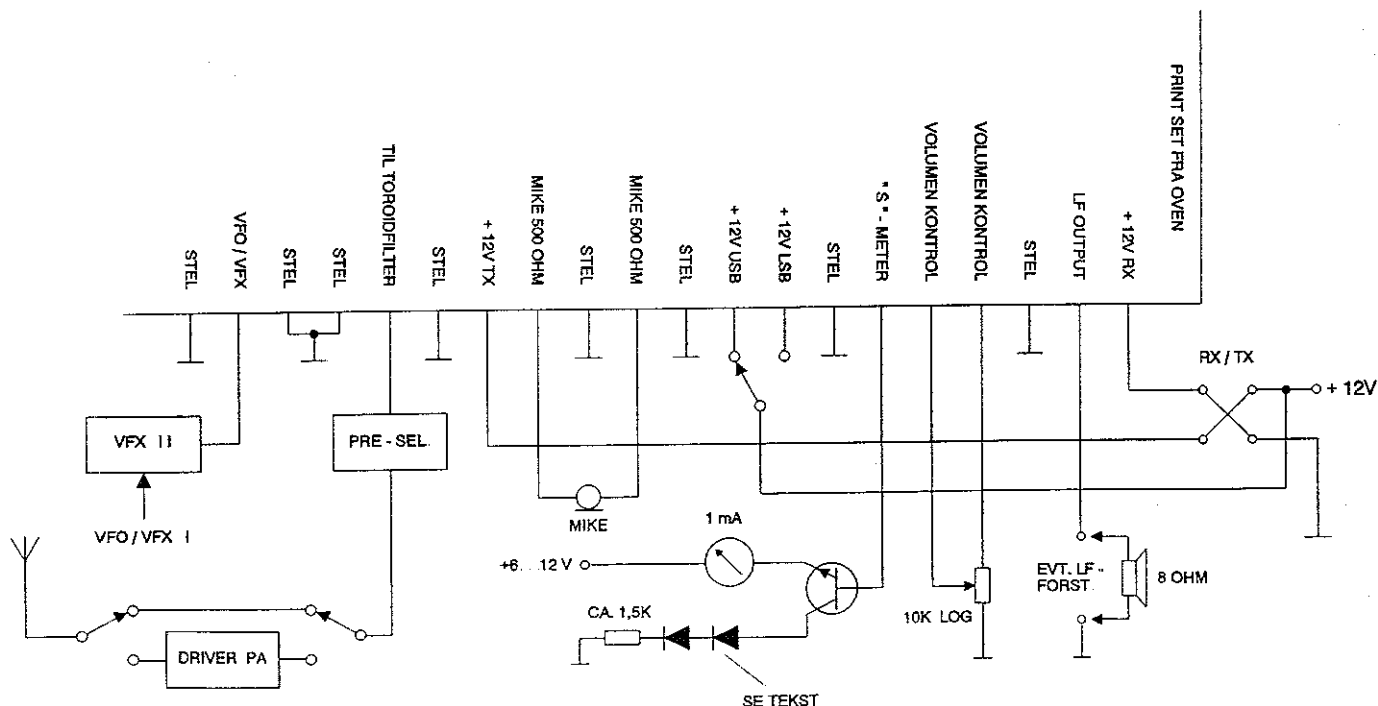 STEL
VFO / VFX
STEL
STEL
TIL TOROIDFILTER
STEL
+ 12V TX
MIKE 500 OHM
STEL
MIKE 500 OHM
STEL
+ 12V USB
+ 12V LSB
STEL
" S " - METER
VOLUMEN KONTROL
VOLUMEN KONTROL
STEL
LF OUTPUT
+ 12V RX
PRINT SET FRA OVEN
RX / TX
+ 12V
VFX II
PRE - SEL.
VFO / VFX I
MIKE
1 mA
+6...12 V
CA. 1,5K
10K LOG
EVT. LF -
FORST.
8 OHM
DRIVER PA
SE TEKST